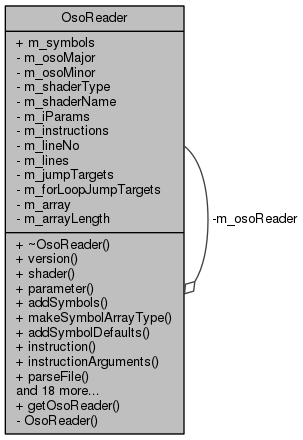 OsoReader
+ m_symbols
- m_osoMajor
- m_osoMinor
- m_shaderType
- m_shaderName
- m_iParams
- m_instructions
- m_lineNo
- m_lines
- m_jumpTargets
- m_forLoopJumpTargets
- m_array
- m_arrayLength
+ ~OsoReader()
+ version()
+ shader()
+ parameter()
+ addSymbols()
+ makeSymbolArrayType()
+ addSymbolDefaults()
+ instruction()
+ instructionArguments()
+ parseFile()
and 18 more...
+ getOsoReader()
- OsoReader()
-m_osoReader